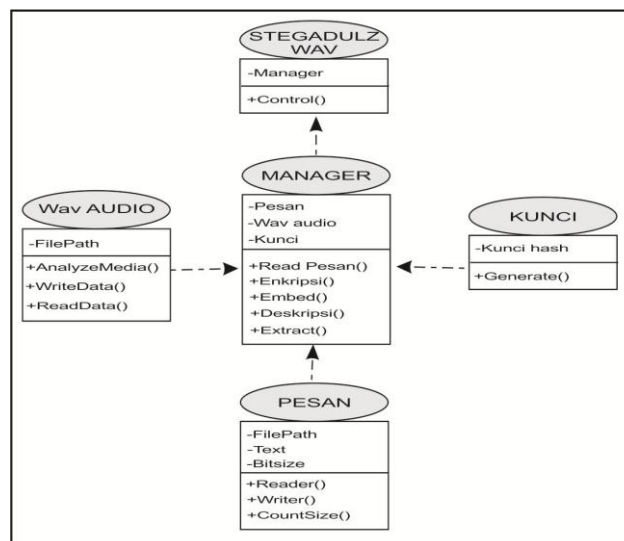 STEGADULZ
WAV
-Manager
+Control()
MANAGER
-Pesan
-Wav audio
-Kunci
+Read Pesan()
+Enkripsi()
+Embed()
+Deskripsi()
+Extract()
Wav AUDIO
-FilePath
+AnalyzeMedia()
+WriteData()
+ReadData()
KUNCI
-Kunci hash
+Generate()
PESAN
-FilePath
-Text
-Bitsize
+Reader()
+Writer()
+CountSize()